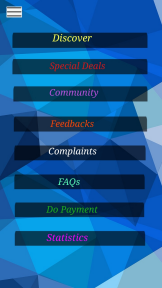 Discover
Special Deals
Community
Feedbacks
Complaints
FAQs
Do Payment
Statistics